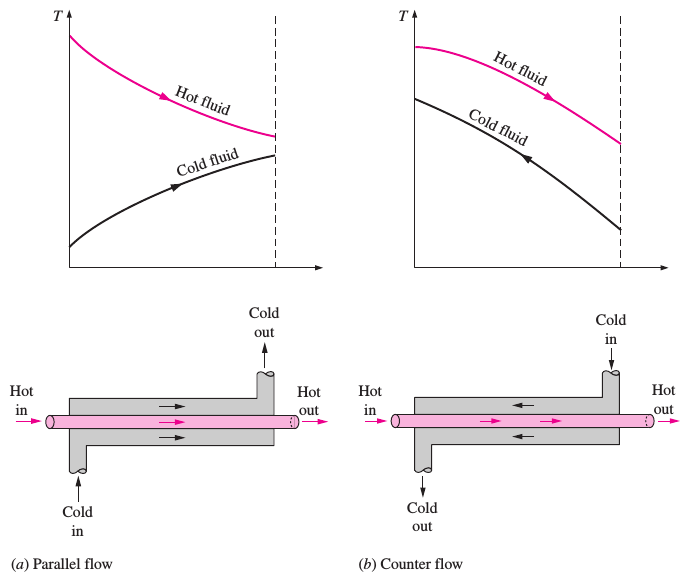 T
Hot fluid
Cold fluid
T
Hot fluid
Cold fluid
Cold
out
Hot
in
Hot
out
Cold
in
(a) Parallel flow
Cold
in
Hot
in
Hot
out
Cold
out
(b) Counter flow